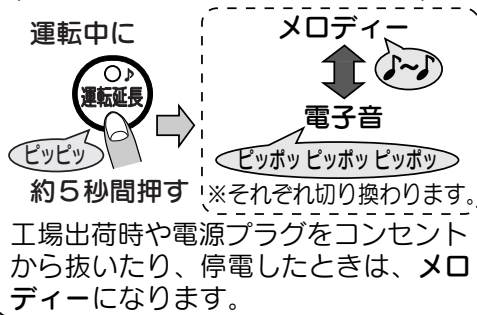 運転中に
○♪
運転延長
ピッピッ
約5秒間押す
メロディー
♪～♪
電子音
ピッポッ ピッポッ ピッポッ
※それぞれ切り換わります。
工場出荷時や電源プラグをコンセント
から抜いたり、停電したときは、メロ
ディーになります。